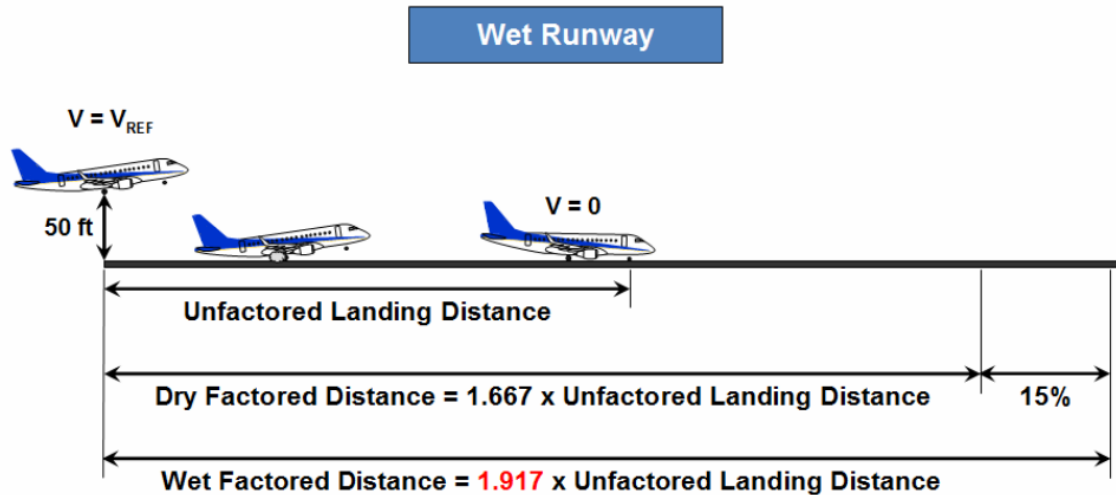 Wet Runway
V = VREF
50 ft
V = 0
Unfactored Landing Distance
Dry Factored Distance = 1.667 x Unfactored Landing Distance
15%
Wet Factored Distance = 1.917 x Unfactored Landing Distance